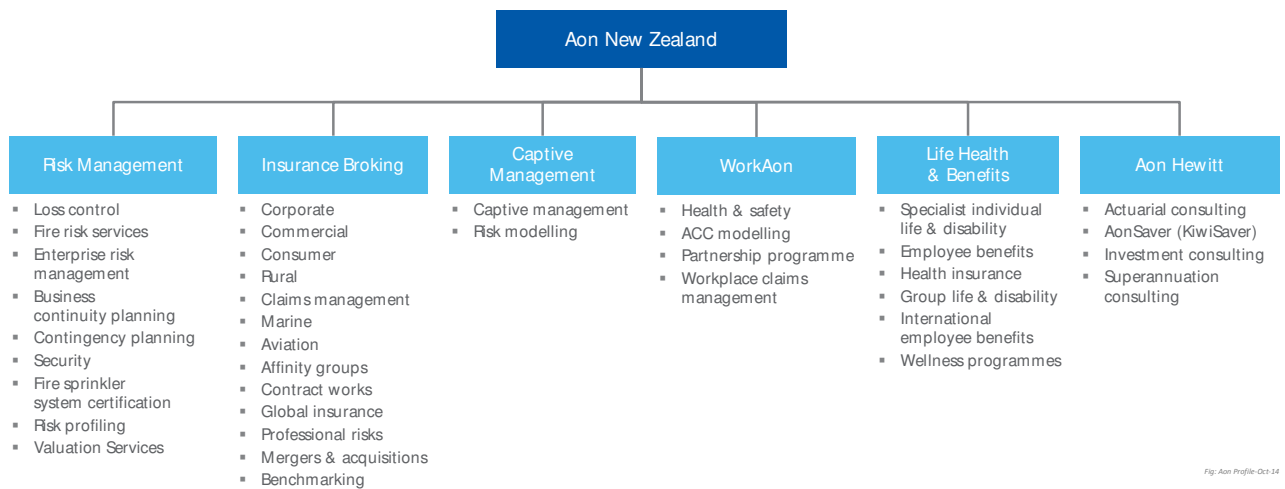 Aon New Zealand
Risk Management
Loss control
Fire risk services
Enterprise risk
management
Business
continuity planning
Contingency planning
Security
Fire sprinkler
system certification
Risk profiling
Valuation Services
Insurance Broking
Corporate
Commercial
Consumer
Rural
Claims management
Marine
Aviation
Affinity groups
Contract works
Global insurance
Professional risks
Mergers & acquisitions
Benchmarking
Captive
Management
Captive management
Risk modelling
WorkAon
Health & safety
ACC modelling
Partnership programme
Workplace claims
management
Life Health
& Benefits
Specialist individual
life & disability
Employee benefits
Health insurance
Group life & disability
International
employee benefits
Wellness programmes
Aon Hewitt
Actuarial consulting
AonSaver (KiwiSaver)
Investment consulting
Superannuation
consulting
Fig: Aon Profile-Oct-14